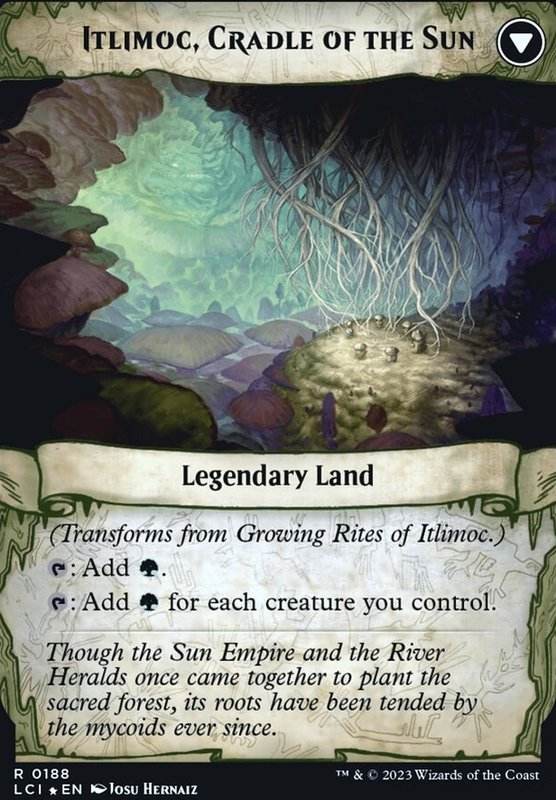 Itlimoc, Cradle of the Sun
Legendary Land
(Transforms from Growing Rites of Itlimoc.)
: Add .
: Add for each creature you control.
Though the Sun Empire and the River
Heralds once came together to plant the
sacred forest, its roots have been tended by
the mycoids ever since.
R 0188
LCI ★ EN Josu Hernaiz
™ & © 2023 Wizards of the Coast